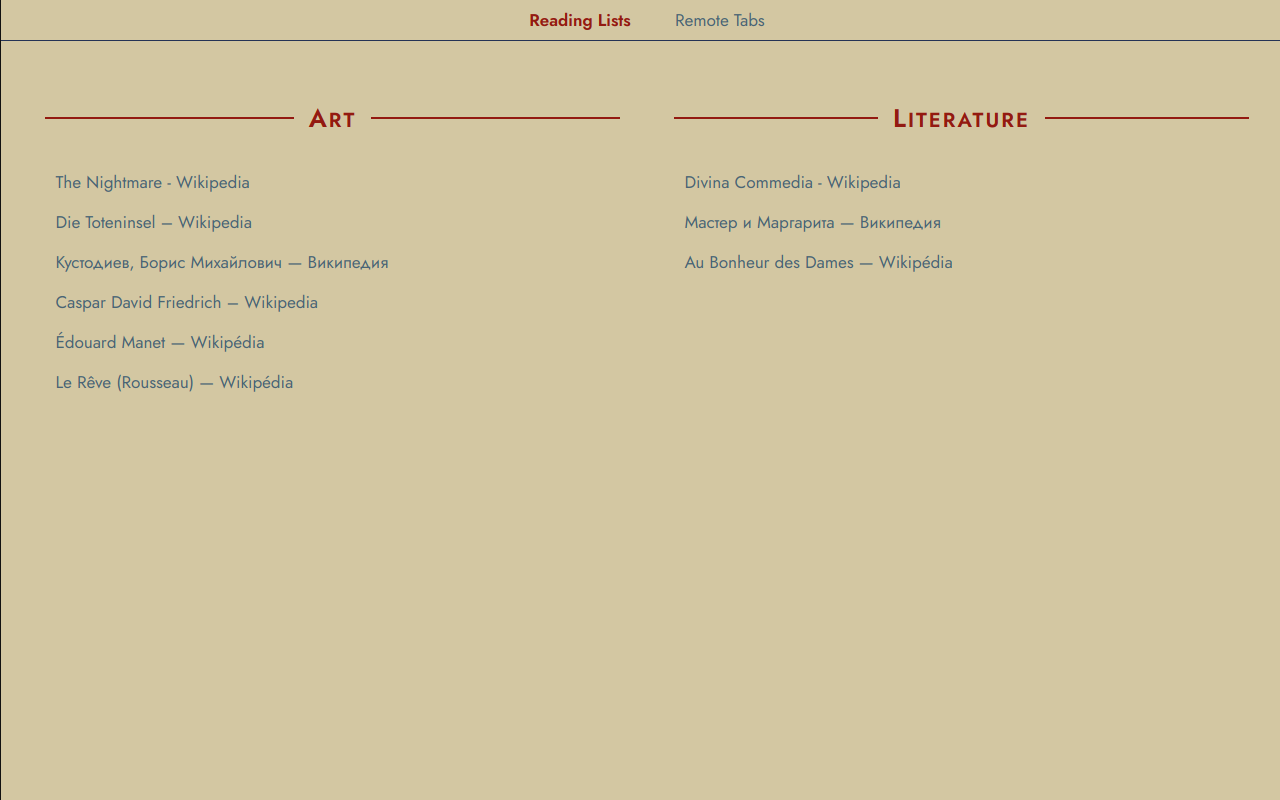 Reading Lists Remote Tabs
Art
The Nightmare - Wikipedia
Die Toteninsel – Wikipedia
Кустодиев, Борис Михайлович — Википедия
Caspar David Friedrich – Wikipedia
Édouard Manet — Wikipédia
Le Rêve (Rousseau) — Wikipédia
Literature
Divina Commedia - Wikipedia
Мастер и Маргарита — Википедия
Au Bonheur des Dames — Wikipédia